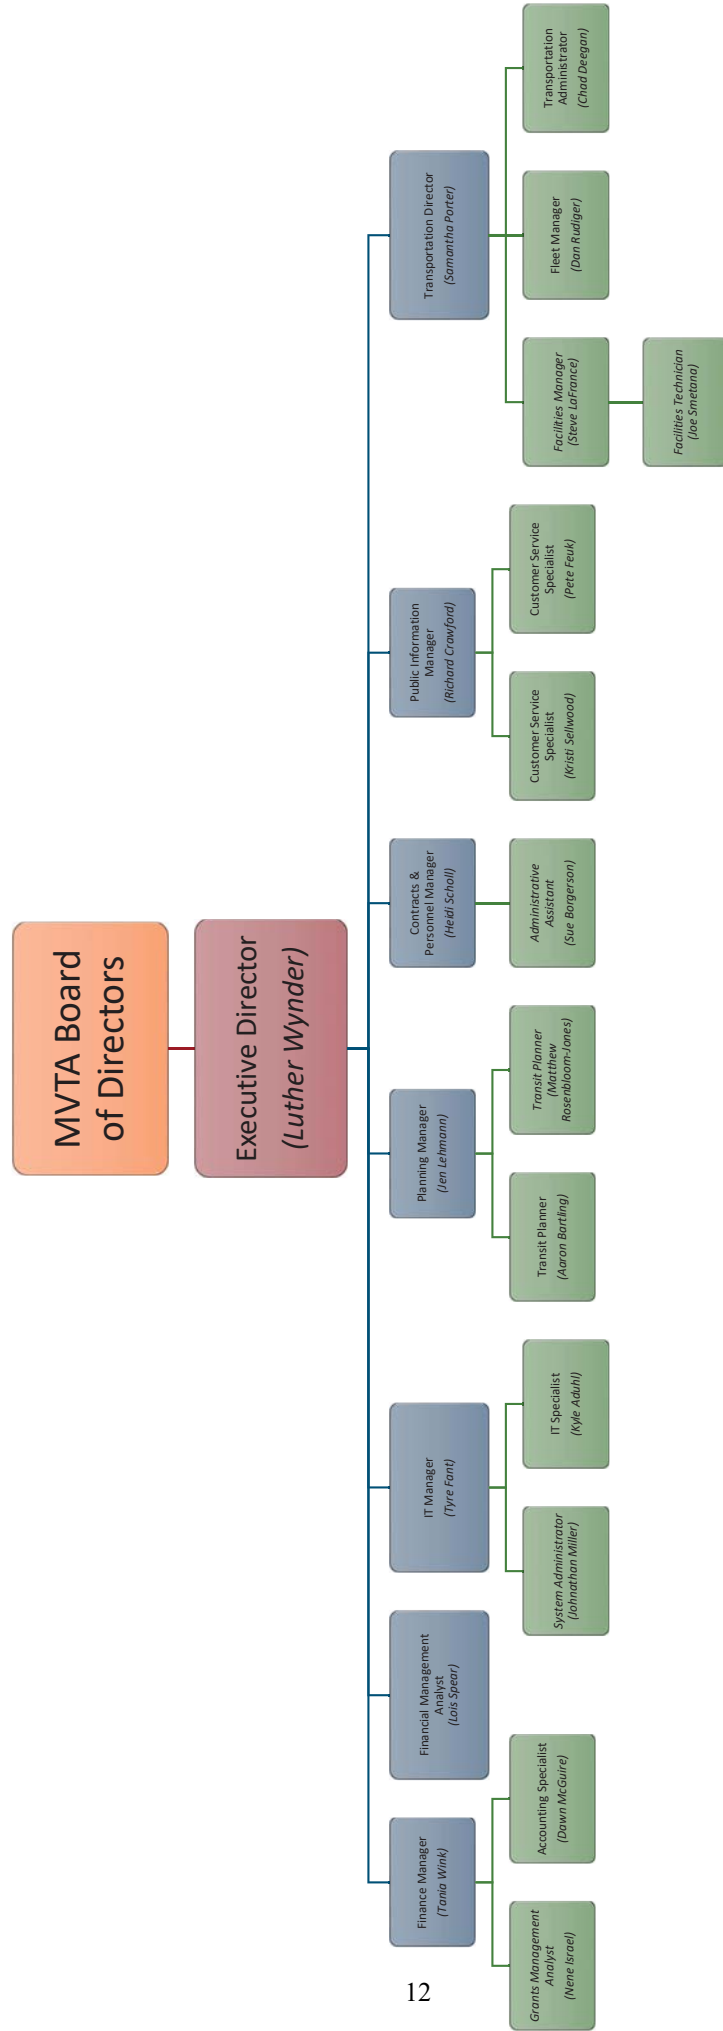 MVTA Board
of Directors
Executive Director
(Luther Wynder)
Finance Manager
(Tania Wink)
Financial Management
Analyst
(Lois Spear)
IT Manager
(Tyre Fant)
Planning Manager
(Jen Lehmann)
Contracts &
Personnel Manager
(Heidi Scholl)
Public Information
Manager
(Richard Crawford)
Transportation Director
(Samantha Porter)
Grants Management
Analyst
(Nene Israel)
Accounting Specialist
(Dawn McGuire)
System Administrator
(Johnathan Miller)
IT Specialist
(Kyle Aduhl)
Transit Planner
(Aaron Bartling)
Transit Planner
(Matthew
Rosenbloom-Jones)
Administrative
Assistant
(Sue Borgerson)
Customer Service
Specialist
(Kristi Sellwood)
Customer Service
Specialist
(Pete Feuk)
Facilities Manager
(Steve LaFrance)
Fleet Manager
(Dan Rudiger)
Transportation
Administrator
(Chad Deegan)
Facilities Technician
(Joe Smetana)
12